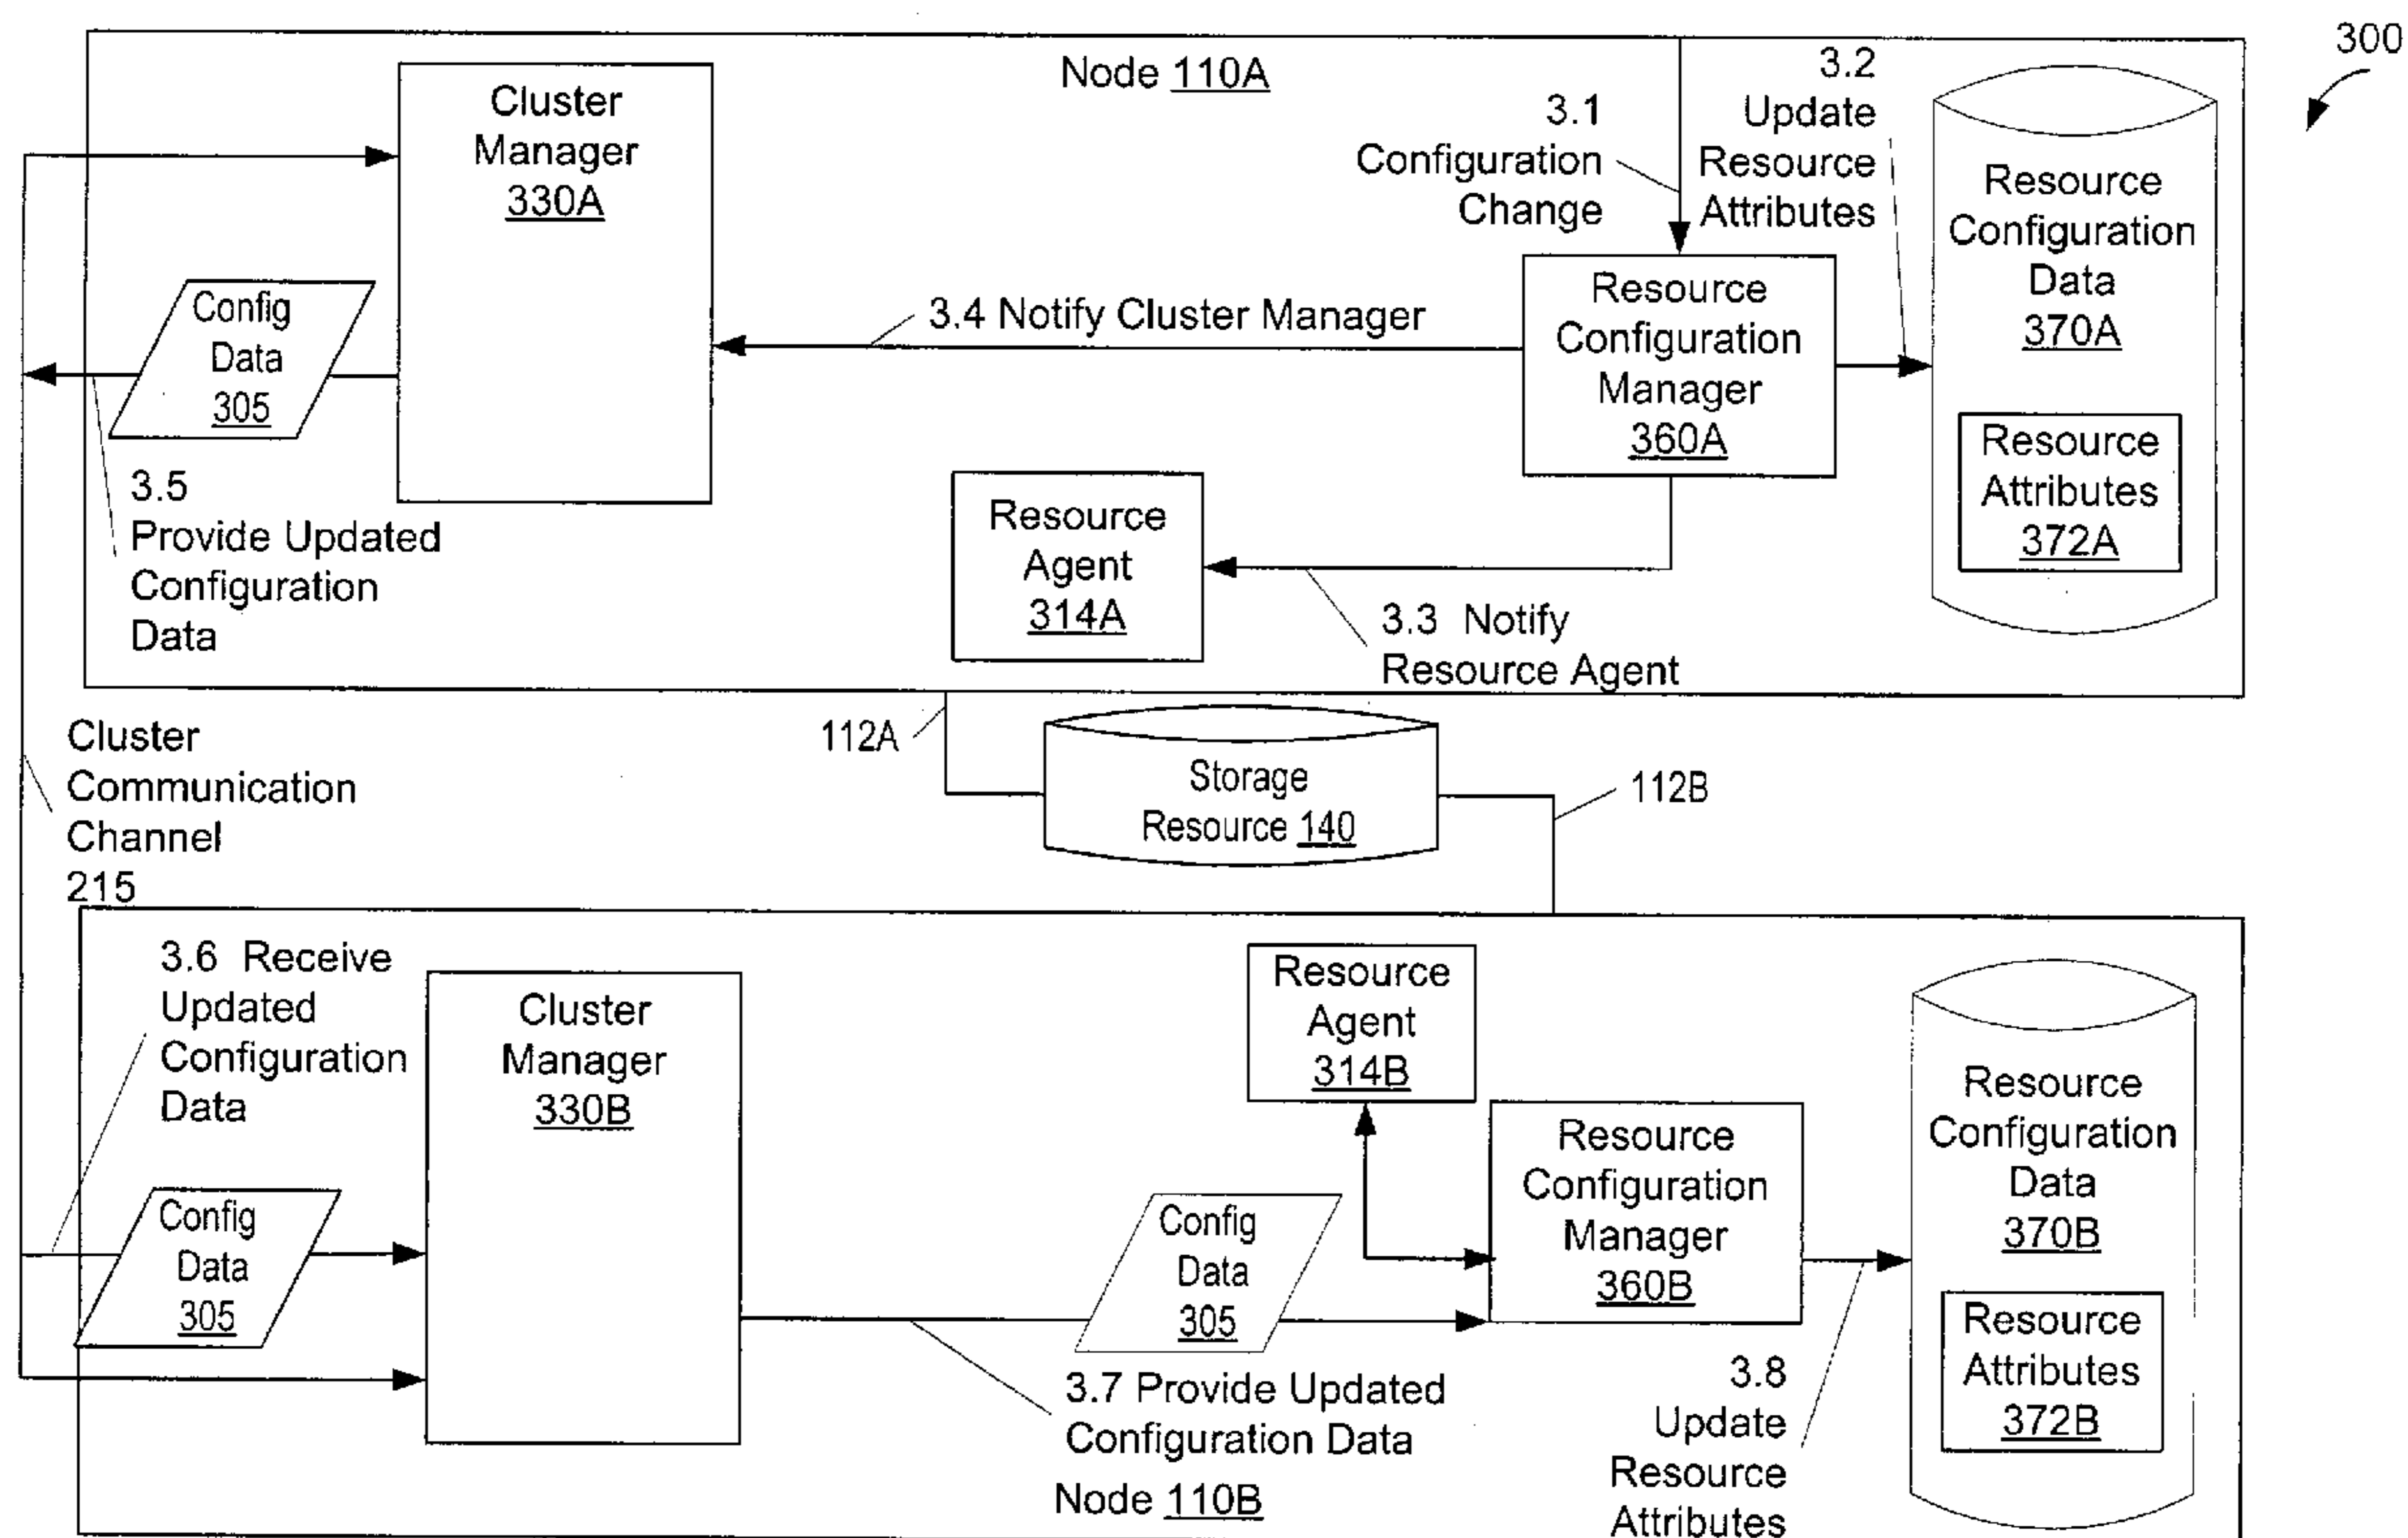 300
Node 110A
Cluster
Manager
330A
3.1
Configuration
Change
3.2
Update
Resource
Attributes
Resource
Configuration
Data
370A
Resource
Attributes
372A
Config
Data
305
3.4 Notify Cluster Manager
Resource
Configuration
Manager
360A
3.5
Provide Updated
Configuration
Data
Resource
Agent
314A
3.3 Notify
Resource Agent
Cluster
Communication
Channel
215
112A
Storage
Resource 140
112B
3.6 Receive
Updated
Configuration
Data
Cluster
Manager
330B
Resource
Agent
314B
Resource
Configuration
Manager
360B
Resource
Configuration
Data
370B
Resource
Attributes
372B
Config
Data
305
Config
Data
305
3.7 Provide Updated
Configuration Data
3.8
Update
Resource
Attributes
Node 110B